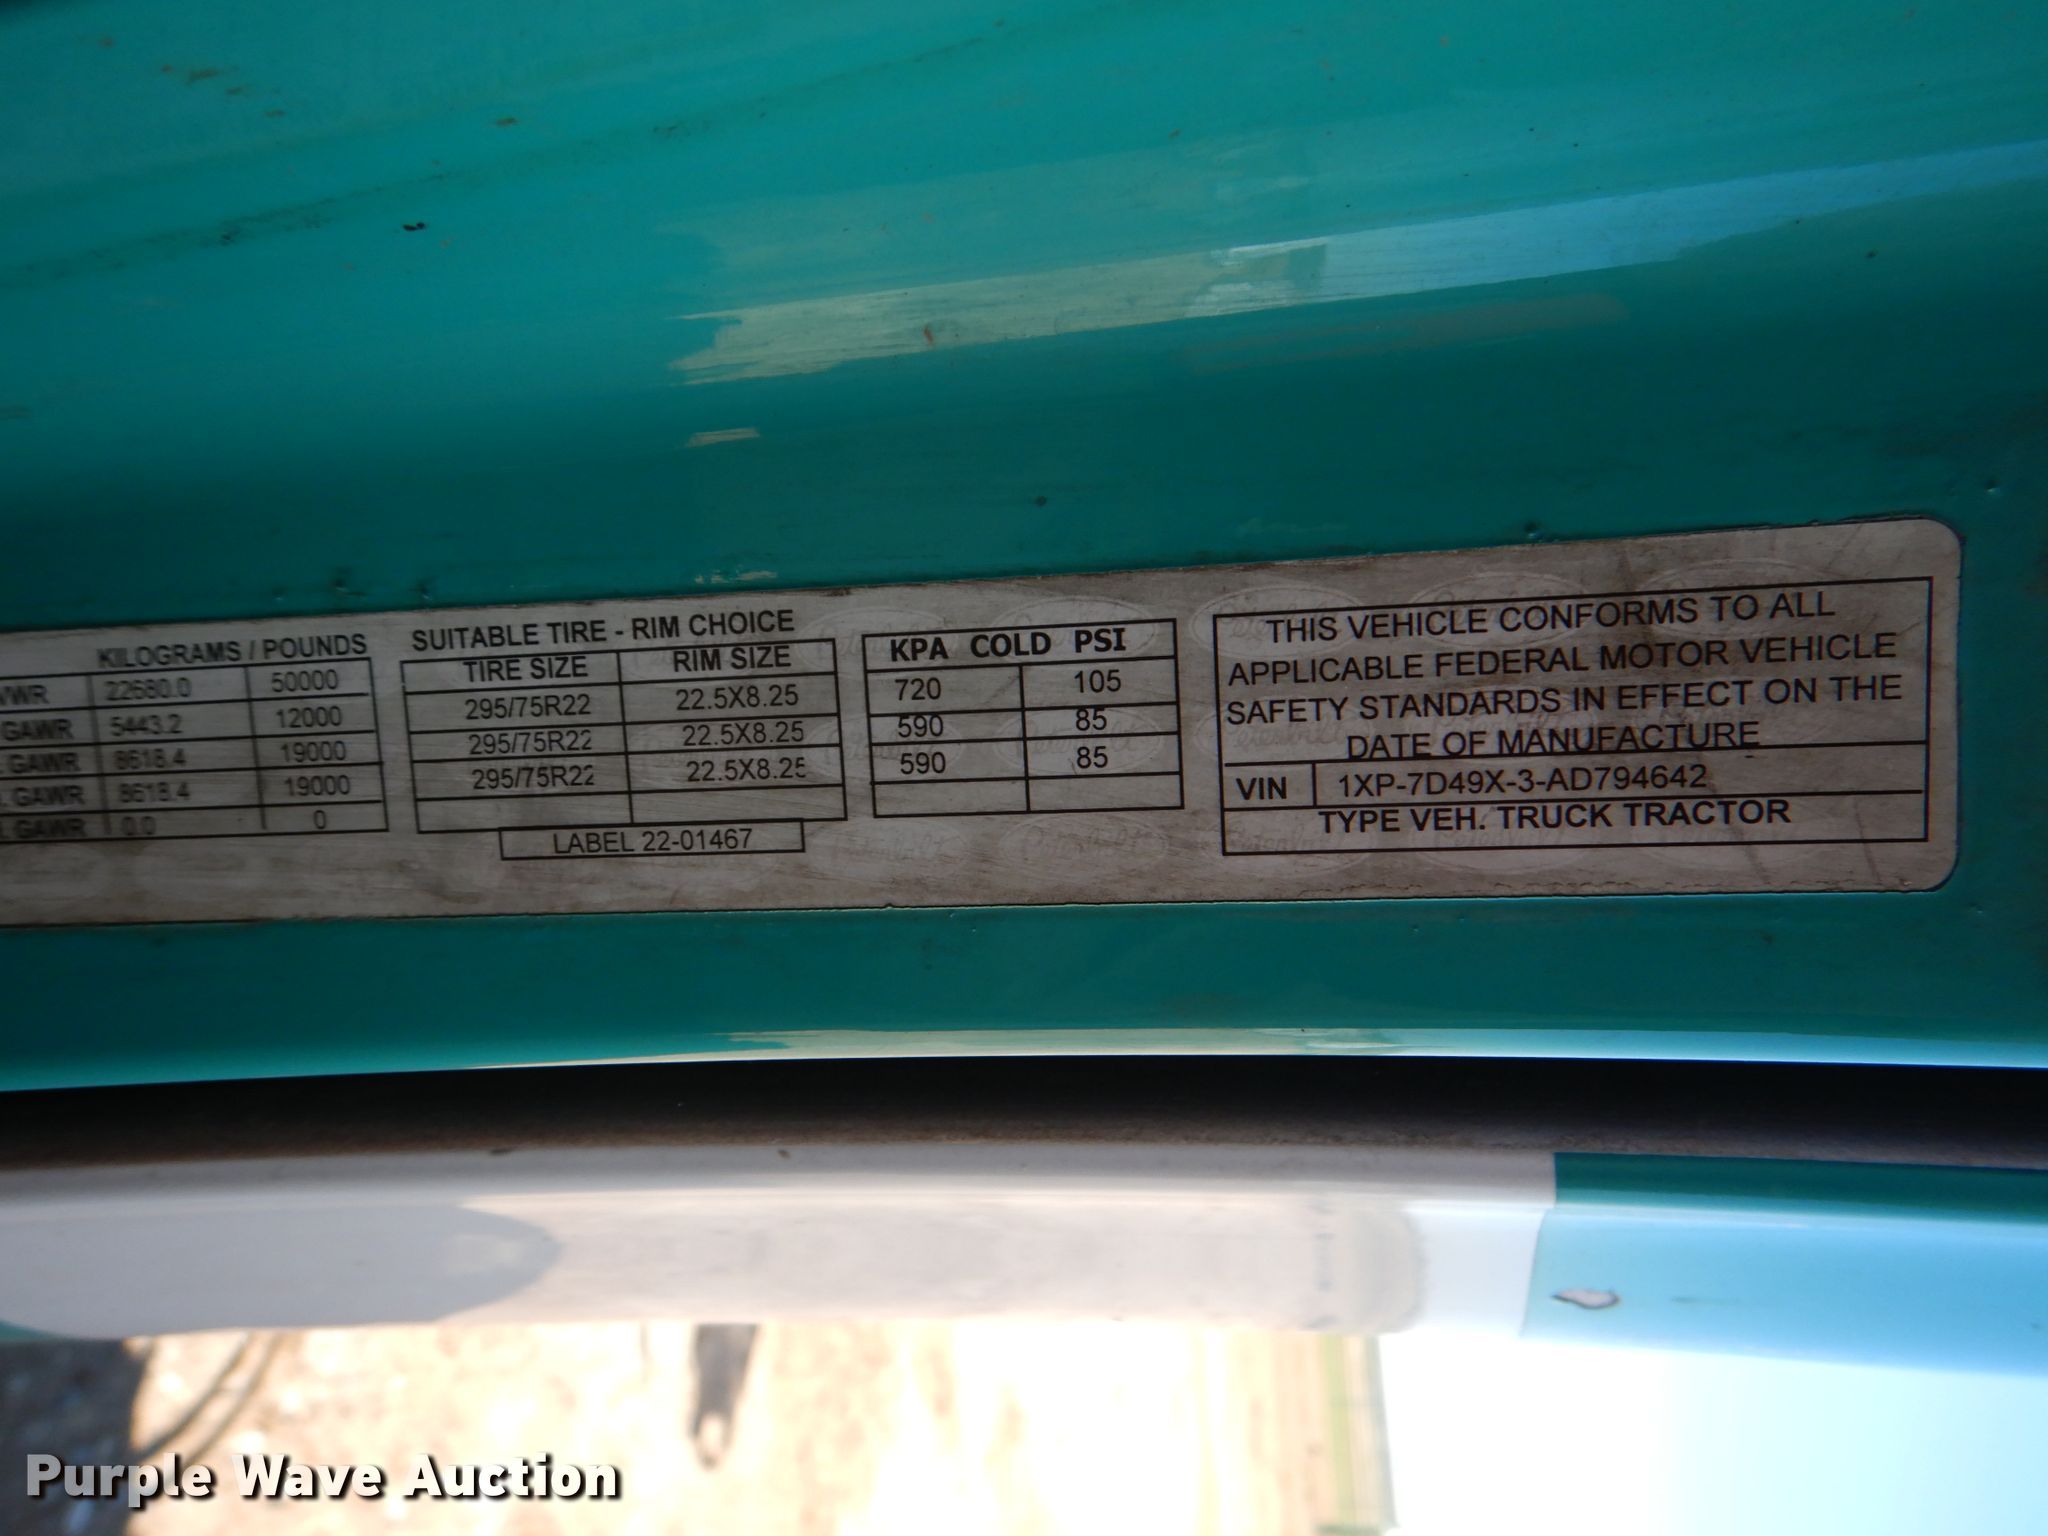 KILOGRAMS / POUNDS
VWR 22680.0 50000
GAWR 5443.2 12000
. GAWR 8618.4 19000
. GAWR 8618.4 19000
. GAWR 0.0 0
SUITABLE TIRE - RIM CHOICE
TIRE SIZE RIM SIZE
295/75R22 22.5X8.25
295/75R22 22.5X8.25
295/75R22 22.5X8.25
LABEL 22-01467
KPA COLD PSI
720 105
590 85
590 85
THIS VEHICLE CONFORMS TO ALL
APPLICABLE FEDERAL MOTOR VEHICLE
SAFETY STANDARDS IN EFFECT ON THE
DATE OF MANUFACTURE
VIN 1XP-7D49X-3-AD794642
TYPE VEH. TRUCK TRACTOR
Purple Wave Auction